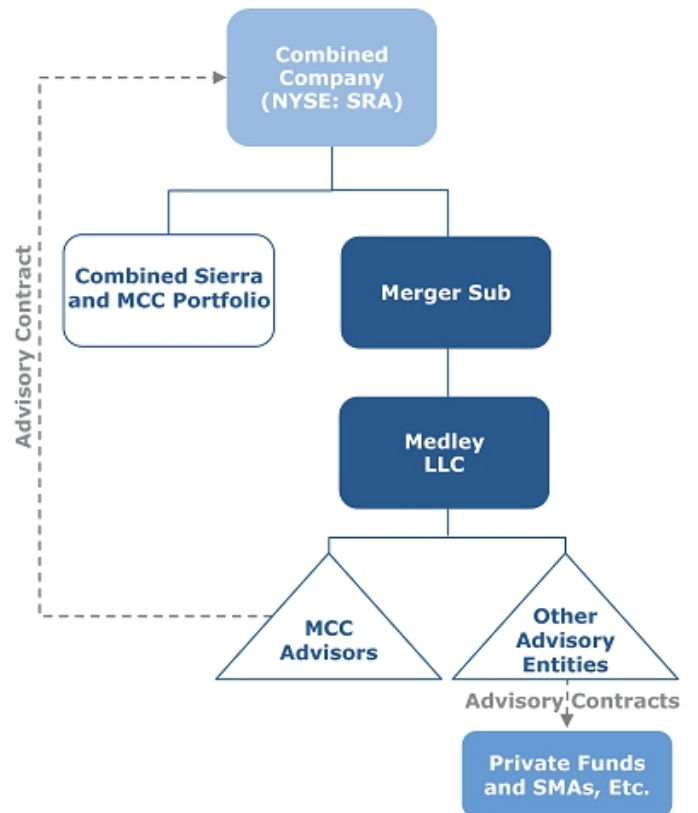 Combined
Company
(NYSE: SRA)
Advisory Contract
Combined Sierra
and MCC Portfolio
Merger Sub
Medley
LLC
MCC
Advisors
Other
Advisory
Entities
Advisory Contracts
Private Funds
and SMAs, Etc.